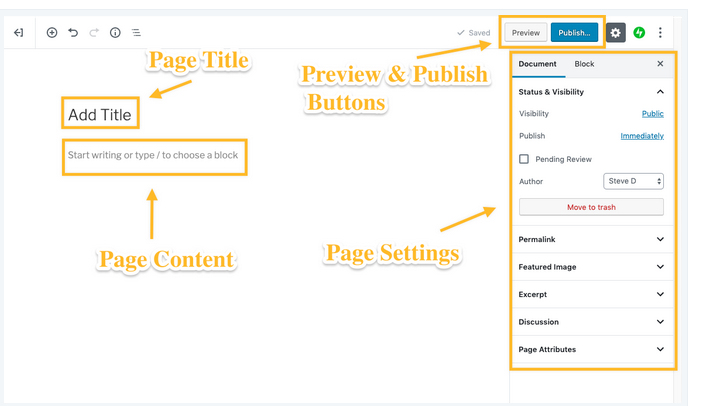 Saved Preview Publish...
Page Title
Preview & Publish
Buttons
Add Title
Start writing or type / to choose a block
Page Content
Page Settings
Document Block
Status & Visibility
Visibility Public
Publish Immediately
Pending Review
Author Steve D
Move to trash
Permalink
Featured Image
Excerpt
Discussion
Page Attributes